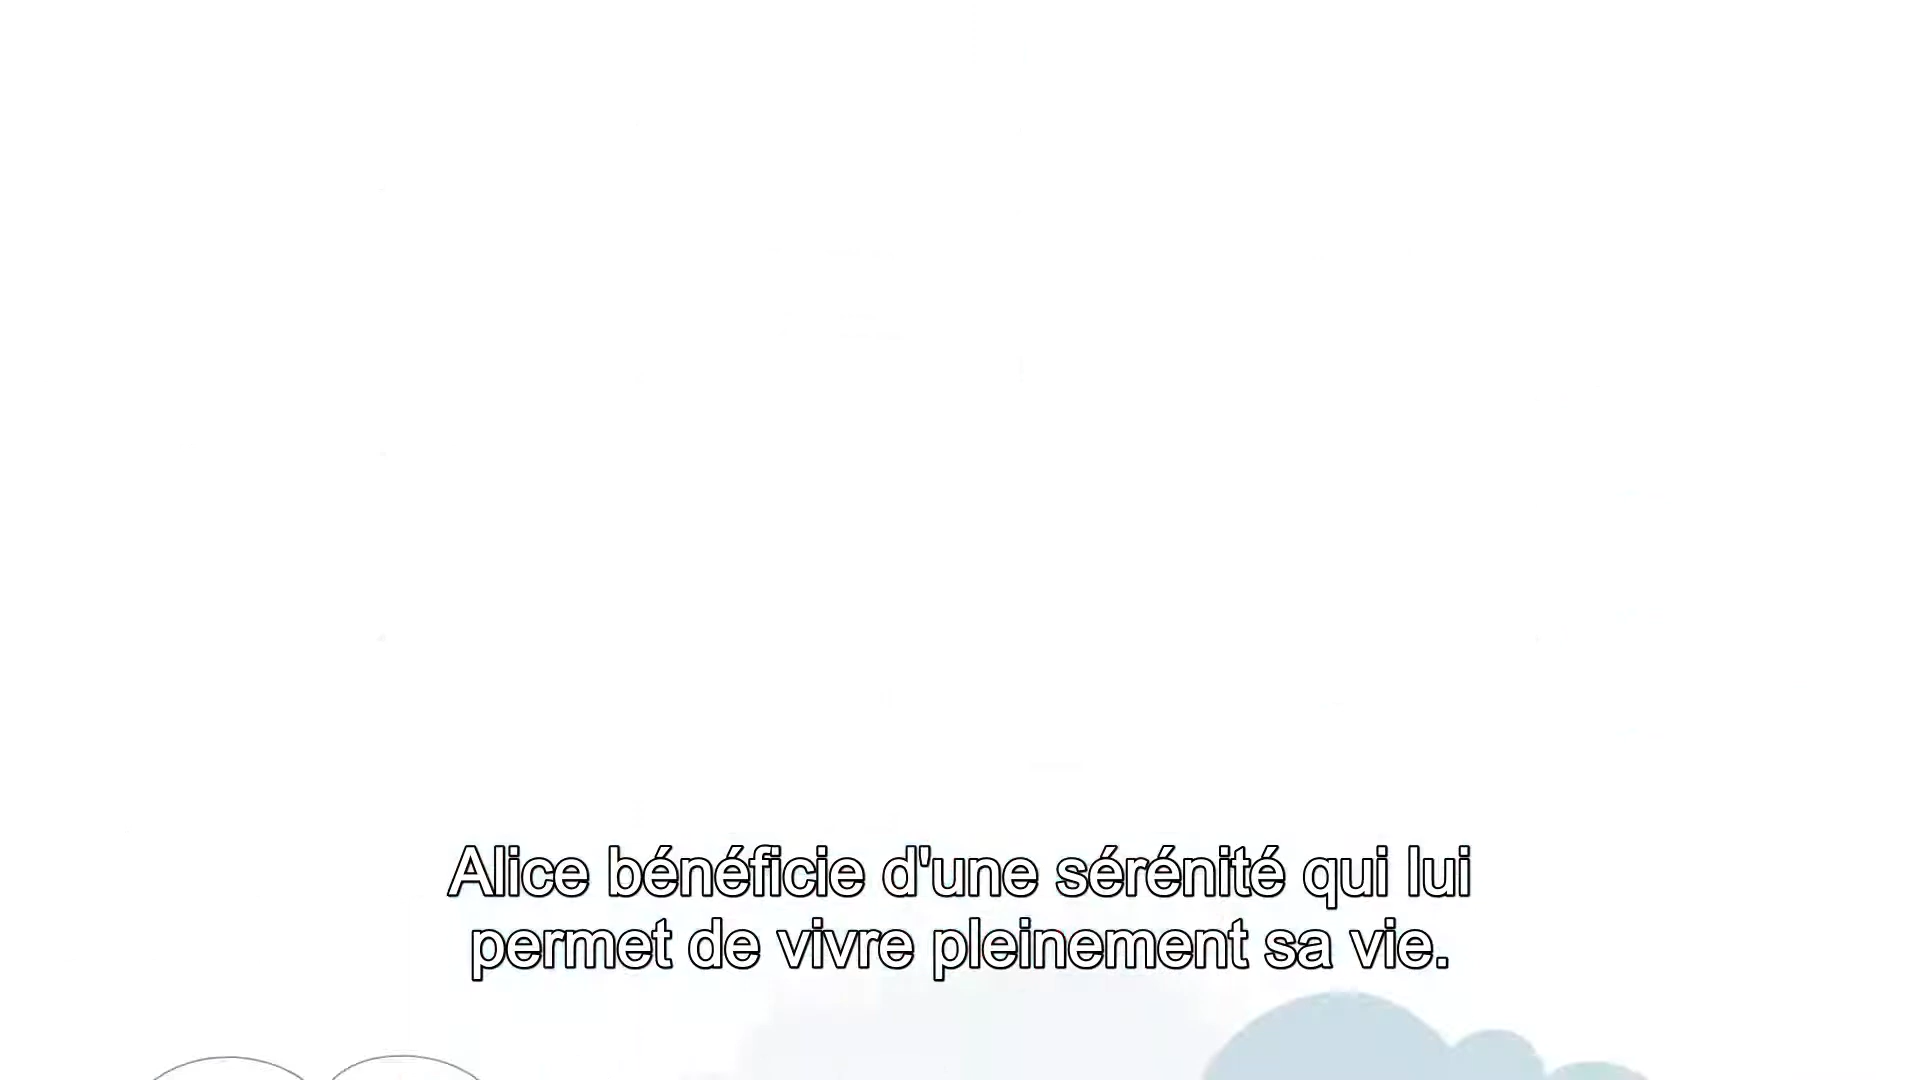 Alice bénéficie d'une sérénité qui lui
permet de vivre pleinement sa vie.